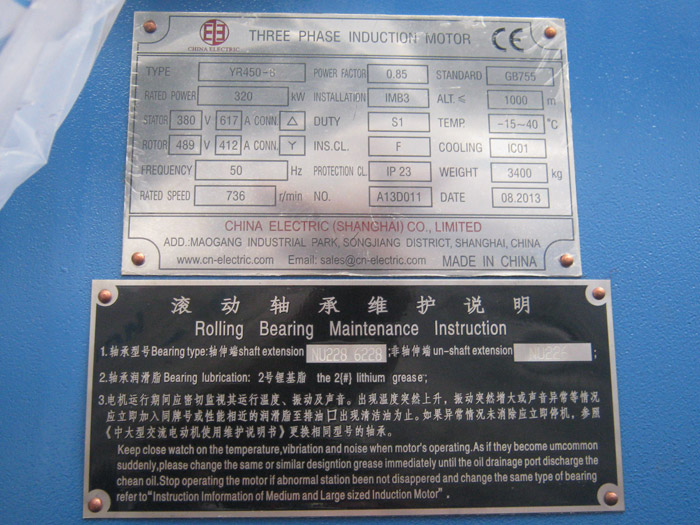 CHINA ELECTRIC
THREE PHASE INDUCTION MOTOR CE
TYPE YR450-8 POWER FACTOR 0.85 STANDARD GB755
RATED POWER 320 kW INSTALLATION IMB3 ALT. ≤ 1000 m
STATOR 380 V 617 A CONN. △ DUTY S1 TEMP. -15~40 °C
ROTOR 489 V 412 A CONN. Y INS.CL. F COOLING IC01
FREQUENCY 50 Hz PROTECTION CL. IP 23 WEIGHT 3400 kg
RATED SPEED 736 r/min NO. A13D011 DATE 08.2013
CHINA ELECTRIC (SHANGHAI) CO., LIMITED
ADD.:MAOGANG INDUSTRIAL PARK, SONGJIANG DISTRICT, SHANGHAI, CHINA
www.cn-electric.com Email: sales@cn-electric.com MADE IN CHINA
滚动轴承维护说明
Rolling Bearing Maintenance Instruction
1.轴承型号Bearing type:轴伸端shaft extension NU228 6228 ;非轴伸端un-shaft extension ;
2.轴承润滑脂Bearing lubrication: 2号锂基脂 the 2{#} lithium grease;
3.电机运行期间应密切监视其运行温度、振动及声音。出现温度突然上升,振动突然增大或声音异常等情况
应立即加入同牌号或性能相近的润滑脂至排油口出现清洁油为止。如果异常情况未消除应立即停机,参照
《中大型交流电动机使用维护说明书》更换相同型号的轴承。
Keep close watch on the temperature,vibriation and noise when motor's operating.As if they become umcommon
suddenly,please change the same or similar designtion grease immediately until the oil drainage port discharge the
chean oil.Stop operating the motor if abnormal station been not disappered and change the same type of bearing
refer to"Instruction Imformation of Medium and Large sized Induction Motor".